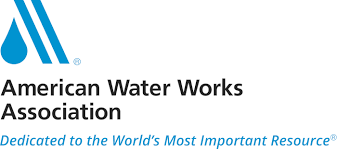 ®
American Water Works
Association
Dedicated to the World's Most Important Resource®